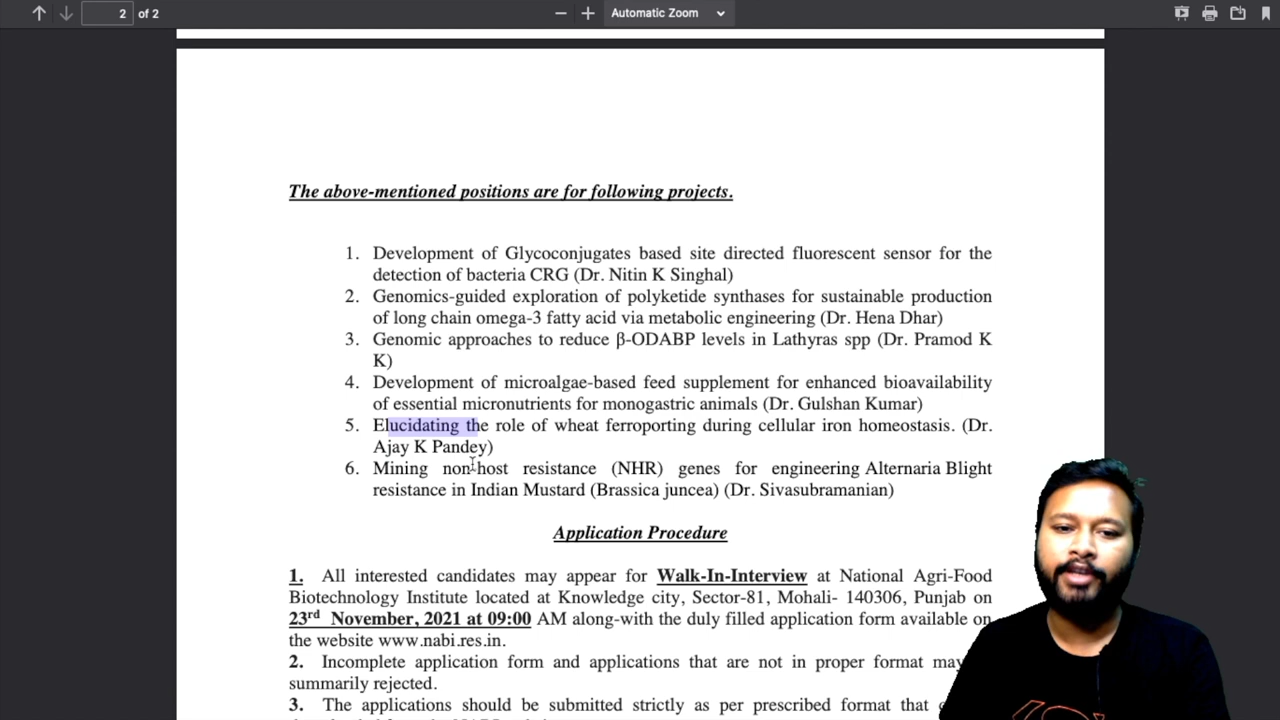 2 of 2
Automatic Zoom
The above-mentioned positions are for following projects.
1. Development of Glycoconjugates based site directed fluorescent sensor for the
detection of bacteria CRG (Dr. Nitin K Singhal)
2. Genomics-guided exploration of polyketide synthases for sustainable production
of long chain omega-3 fatty acid via metabolic engineering (Dr. Hena Dhar)
3. Genomic approaches to reduce β-ODABP levels in Lathyras spp (Dr. Pramod K
K)
4. Development of microalgae-based feed supplement for enhanced bioavailability
of essential micronutrients for monogastric animals (Dr. Gulshan Kumar)
5. Elucidating the role of wheat ferroporting during cellular iron homeostasis. (Dr.
Ajay K Pandey)
6. Mining non-host resistance (NHR) genes for engineering Alternaria Blight
resistance in Indian Mustard (Brassica juncea) (Dr. Sivasubramanian)
Application Procedure
1. All interested candidates may appear for Walk-In-Interview at National Agri-Food
Biotechnology Institute located at Knowledge city, Sector-81, Mohali- 140306, Punjab on
23rd November, 2021 at 09:00 AM along-with the duly filled application form available on
the website www.nabi.res.in.
2. Incomplete application form and applications that are not in proper format may
summarily rejected.
3. The applications should be submitted strictly as per prescribed format that